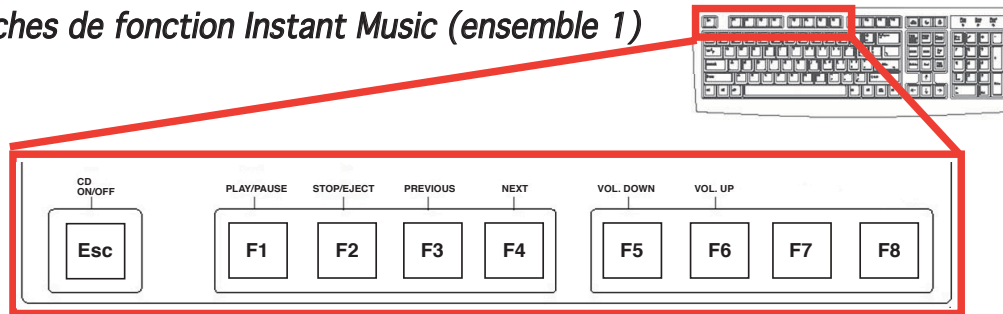 ches de fonction Instant Music (ensemble 1)
CD
ON/OFF
PLAY/PAUSE STOP/EJECT PREVIOUS NEXT VOL. DOWN VOL. UP
Esc F1 F2 F3 F4 F5 F6 F7 F8